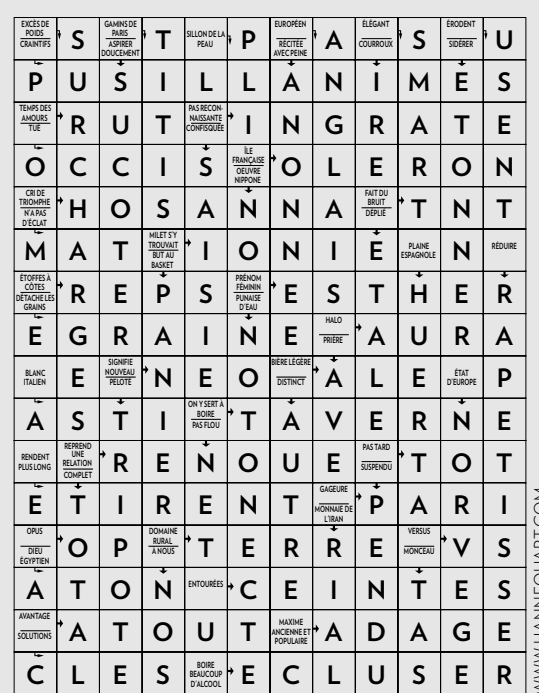 EXCÈS DE POIDS CRAINTIFS S GAMINS DE PARIS ASPIRER DOUCEMENT T SILLON DE LA PEAU P EUROPÉEN RÉCITÉE AVEC PEINE A ÉLÉGANT COURROUX S ÉRODENT SIDÉRER U
P U S I L L A N I M E S
TEMPS DES AMOURS TUÉ R U T PAS RECON- NAISSANTE CONFISQUÉE I N G R A T E
O C C I S ÎLE FRANÇAISE OEUVRE NIPPONE O L E R O N
CRI DE TRIOMPHE N'A PAS D'ÉCLAT H O S A N N A FAIT DU BRUIT DÉPLIÉ T N T
M A T MILET S'Y TROUVAIT BUT AU BASKET I O N I E PLAINE ESPAGNOLE N RÉDUIRE
ÉTOFFES À CÔTES DÉTACHE LES GRAINS R E P S PRÉNOM FÉMININ PUNAISE D'EAU E S T H E R
E G R A I N E HALO PRIÈRE A U R A
BLANC ITALIEN E SIGNIFIE NOUVEAU PELOTE N E O BIÈRE LÉGÈRE DISTINCT A L E ÉTAT D'EUROPE P
A S T I ON Y SERT À BOIRE PAS FLOU T A V E R N E
RENDENT PLUS LONG REPREND UNE RELATION COMPLET R E N O U E PAS TARD SUSPENDU T O T
E T I R E N T GAGEURE MONNAIE DE L'IRAN P A R I
OPUS DIEU ÉGYPTIEN O P DOMAINE RURAL À NOUS T E R R E VERSUS MONCEAU V S
A T O N ENTOURÉES C E I N T E S
AVANTAGE SOLUTIONS A T O U T MAXIME ANCIENNE ET POPULAIRE A D A G E
C L E S BOIRE BEAUCOUP D'ALCOOL E C L U S E R
WWW.HANNEQUART.COM